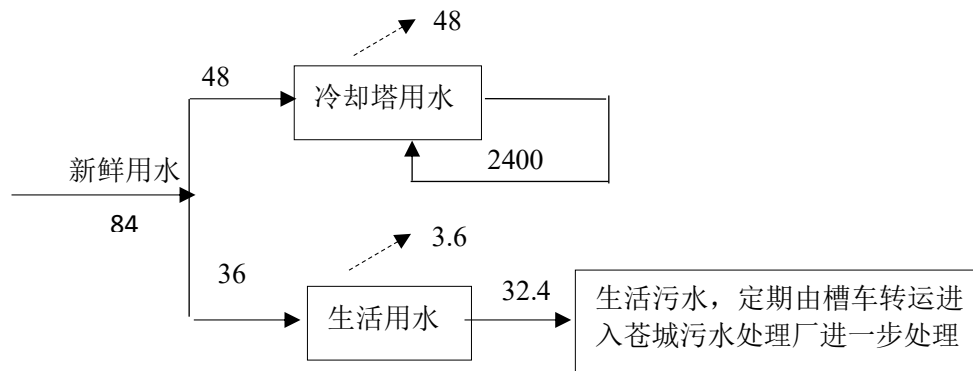 48
48
冷却塔用水
2400
新鲜用水
84
3.6
36
32.4
生活用水
生活污水，定期由槽车转运进
入苍城污水处理厂进一步处理